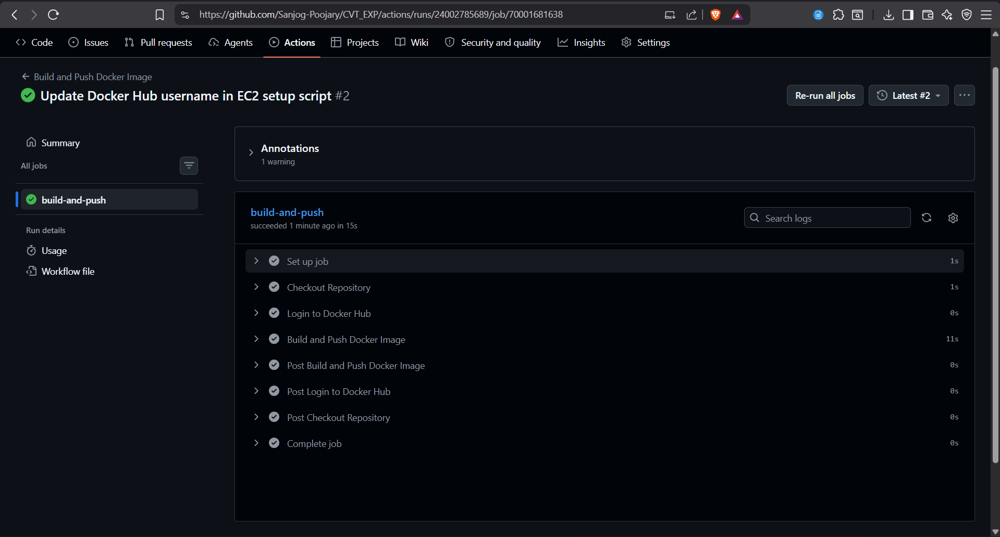 https://github.com/Sanjog-Poojary/CVT_EXP/actions/runs/24002785689/job/70001681638
Code Issues Pull requests Agents Actions Projects Wiki Security and quality Insights Settings
Build and Push Docker Image
Update Docker Hub username in EC2 setup script #2
Re-run all jobs Latest #2
Summary
All jobs
build-and-push
Run details
Usage
Workflow file
Annotations
1 warning
build-and-push
succeeded 1 minute ago in 15s
Search logs
Set up job 1s
Checkout Repository 1s
Login to Docker Hub 0s
Build and Push Docker Image 11s
Post Build and Push Docker Image 0s
Post Login to Docker Hub 0s
Post Checkout Repository 0s
Complete job 0s